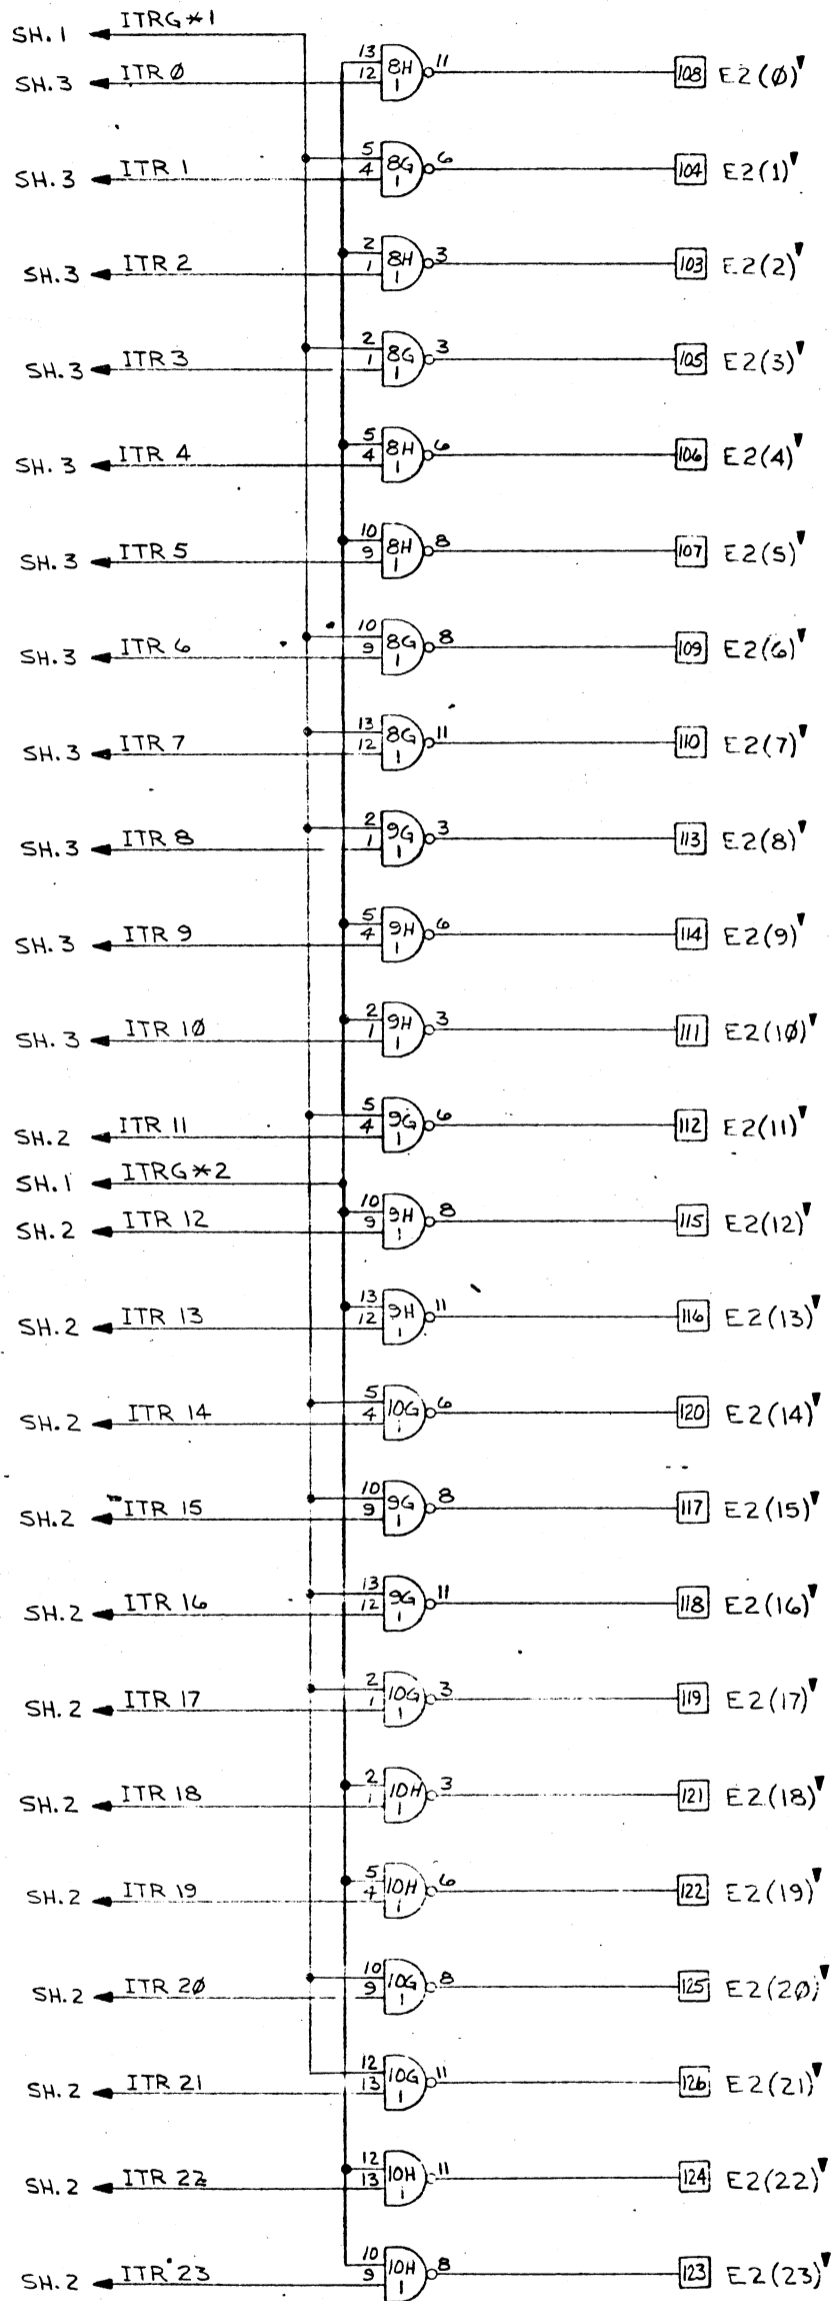 SH. 1 ITRG*1
SH. 3 ITR Ø 13 12 8H 1 11 108 E2(Ø)▼
SH. 3 ITR 1 5 4 8G 1 6 104 E2(1)▼
SH. 3 ITR 2 2 1 8H 1 3 103 E2(2)▼
SH. 3 ITR 3 2 1 8G 1 3 105 E2(3)▼
SH. 3 ITR 4 5 4 8H 1 6 106 E2(4)▼
SH. 3 ITR 5 10 9 8H 1 8 107 E2(5)▼
SH. 3 ITR 6 10 9 8G 1 8 109 E2(6)▼
SH. 3 ITR 7 13 12 8G 1 11 110 E2(7)▼
SH. 3 ITR 8 2 1 9G 1 3 113 E2(8)▼
SH. 3 ITR 9 5 4 9H 1 6 114 E2(9)▼
SH. 3 ITR 1Ø 2 1 9H 1 3 111 E2(1Ø)▼
SH. 2 ITR 11 5 4 9G 1 6 112 E2(11)▼
SH. 1 ITRG*2
SH. 2 ITR 12 10 9 9H 1 8 115 E2(12)▼
SH. 2 ITR 13 13 12 9H 1 11 116 E2(13)▼
SH. 2 ITR 14 5 4 10G 1 6 120 E2(14)▼
SH. 2 ITR 15 10 9 9G 1 8 117 E2(15)▼
SH. 2 ITR 16 13 12 9G 1 11 118 E2(16)▼
SH. 2 ITR 17 2 1 10G 1 3 119 E2(17)▼
SH. 2 ITR 18 2 1 10H 1 3 121 E2(18)▼
SH. 2 ITR 19 5 4 10H 1 6 122 E2(19)▼
SH. 2 ITR 2Ø 10 9 10G 1 8 125 E2(2Ø)▼
SH. 2 ITR 21 12 13 10G 1 11 126 E2(21)▼
SH. 2 ITR 22 12 13 10H 1 11 124 E2(22)▼
SH. 2 ITR 23 10 9 10H 1 8 123 E2(23)▼